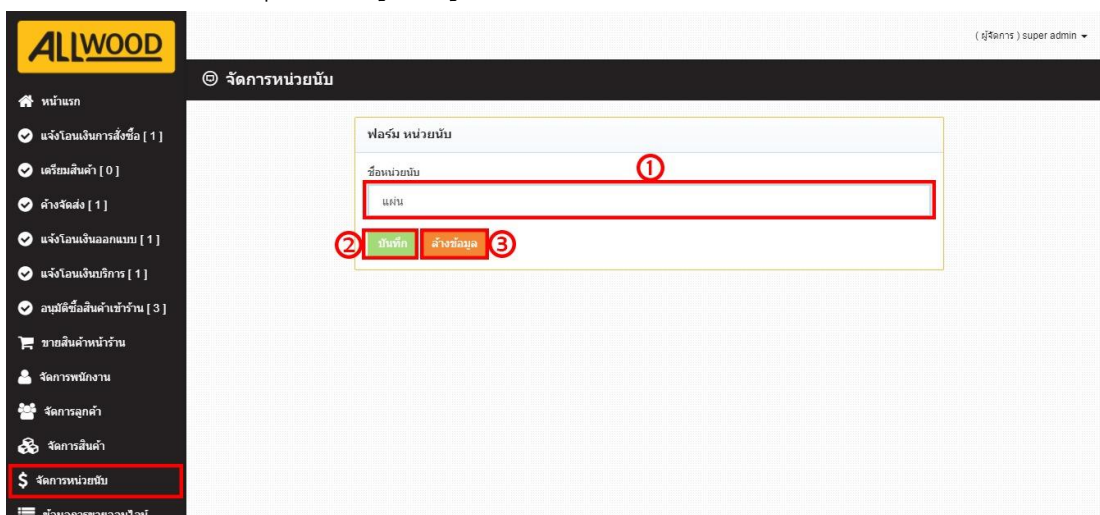 ALLWOOD
( ผู้จัดการ ) super admin
จัดการหน่วยนับ
หน้าแรก
แจ้งโอนเงินการสั่งซื้อ [ 1 ]
เตรียมสินค้า [ 0 ]
ค้างจัดส่ง [ 1 ]
แจ้งโอนเงินออกแบบ [ 1 ]
แจ้งโอนเงินบริการ [ 1 ]
อนุมัติซื้อสินค้าเข้าร้าน [ 3 ]
ขายสินค้าหน้าร้าน
จัดการพนักงาน
จัดการลูกค้า
จัดการสินค้า
จัดการหน่วยนับ
ฟอร์ม หน่วยนับ
ชื่อหน่วยนับ
1
แผ่น
2 บันทึก ล้างข้อมูล 3